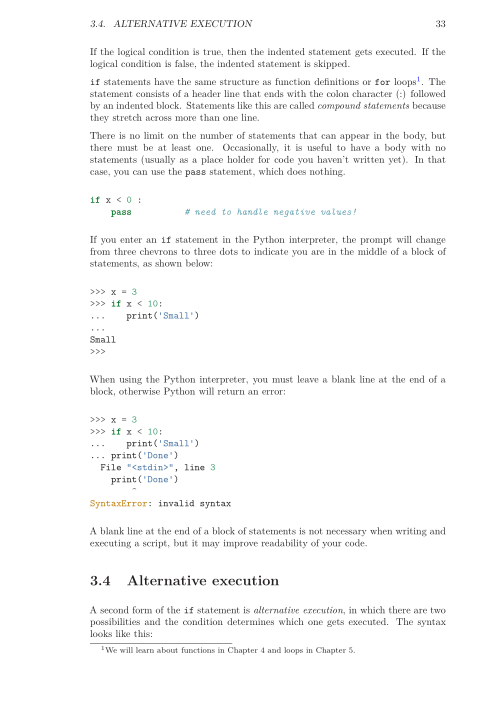 3.4. ALTERNATIVE EXECUTION 33
If the logical condition is true, then the indented statement gets executed. If the
logical condition is false, the indented statement is skipped.
if statements have the same structure as function definitions or for loops1. The
statement consists of a header line that ends with the colon character (:) followed
by an indented block. Statements like this are called compound statements because
they stretch across more than one line.
There is no limit on the number of statements that can appear in the body, but
there must be at least one. Occasionally, it is useful to have a body with no
statements (usually as a place holder for code you haven't written yet). In that
case, you can use the pass statement, which does nothing.
if x < 0 :
    pass          # need to handle negative values!
If you enter an if statement in the Python interpreter, the prompt will change
from three chevrons to three dots to indicate you are in the middle of a block of
statements, as shown below:
>>> x = 3
>>> if x < 10:
...    print('Small')
...
Small
>>>
When using the Python interpreter, you must leave a blank line at the end of a
block, otherwise Python will return an error:
>>> x = 3
>>> if x < 10:
...    print('Small')
... print('Done')
  File "<stdin>", line 3
    print('Done')
        ^
SyntaxError: invalid syntax
A blank line at the end of a block of statements is not necessary when writing and
executing a script, but it may improve readability of your code.
3.4 Alternative execution
A second form of the if statement is alternative execution, in which there are two
possibilities and the condition determines which one gets executed. The syntax
looks like this:
1We will learn about functions in Chapter 4 and loops in Chapter 5.